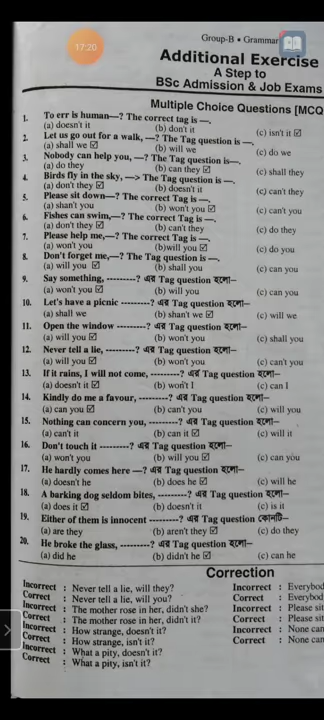 17:20
Group-B • Grammar
Additional Exercise
A Step to
BSc Admission & Job Exams
Multiple Choice Questions [MCQ
1. To err is human—? The correct tag is —.
(a) doesn't it (b) don't it (c) isn't it ☑
2. Let us go out for a walk, —? The Tag question is —.
(a) shall we ☑ (b) will we (c) do we
3. Nobody can help you, —? The Tag question is—.
(a) do they (b) can they ☑ (c) shall they
4. Birds fly in the sky, —> The Tag question is —.
(a) don't they ☑ (b) doesn't it (c) can't they
5. Please sit down—? The correct Tag is —.
(a) shan't you (b) won't you ☑ (c) can't you
6. Fishes can swim,—? The correct Tag is —.
(a) don't they ☑ (b) can't they (c) do they
7. Please help me,—? The correct Tag is —.
(a) won't you (b)will you ☑ (c) do you
8. Don't forget me,—? The Tag question is —.
(a) will you ☑ (b) shall you (c) can you
9. Say something, ---------? এর Tag question হলো–
(a) will you ☑ (b) won't you (c) can you
10. Let's have a picnic ---------? এর Tag question হলো–
(a) shall we (b) shan't we ☑ (c) will we
11. Open the window ---------? এর Tag question হলো–
(a) will you ☑ (b) won't you (c) shall you
12. Never tell a lie, ---------? এর Tag question হলো–
(a) will you ☑ (b) won't you (c) can't you
13. If it rains, I will not come, ---------? এর Tag question হলো–
(a) doesn't it ☑ (b) won't I (c) can I
14. Kindly do me a favour, ---------? এর Tag question হলো–
(a) can you ☑ (b) can't you (c) will you
15. Nothing can concern you, ---------? এর Tag question হলো–
(a) can't it (b) can it ☑ (c) will it
16. Don't touch it ---------? এর Tag question হলো–
(a) won't you (b) will you ☑ (c) can you
17. He hardly comes here —? এর Tag question হলো–
(a) doesn't he (b) does he ☑ (c) will he
18. A barking dog seldom bites, ---------? এর Tag question হলো–
(a) does it ☑ (b) doesn't it (c) is it
19. Either of them is innocent ---------? এর Tag question কোনটি–
(a) are they (b) aren't they ☑ (c) do they
20. He broke the glass, ---------? এর Tag question হলো–
(a) did he (b) didn't he ☑ (c) can he
Correction
Incorrect : Never tell a lie, will they? Incorrect : Everybod
Correct : Never tell a lie, will you? Correct : Everybod
Incorrect : The mother rose in her, didn't she? Incorrect : Please sit
Correct : The mother rose in her, didn't it? Correct : Please sit
Incorrect : How strange, doesn't it? Incorrect : None can
Correct : How strange, isn't it? Correct : None can
Incorrect : What a pity, doesn't it?
Correct : What a pity, isn't it?